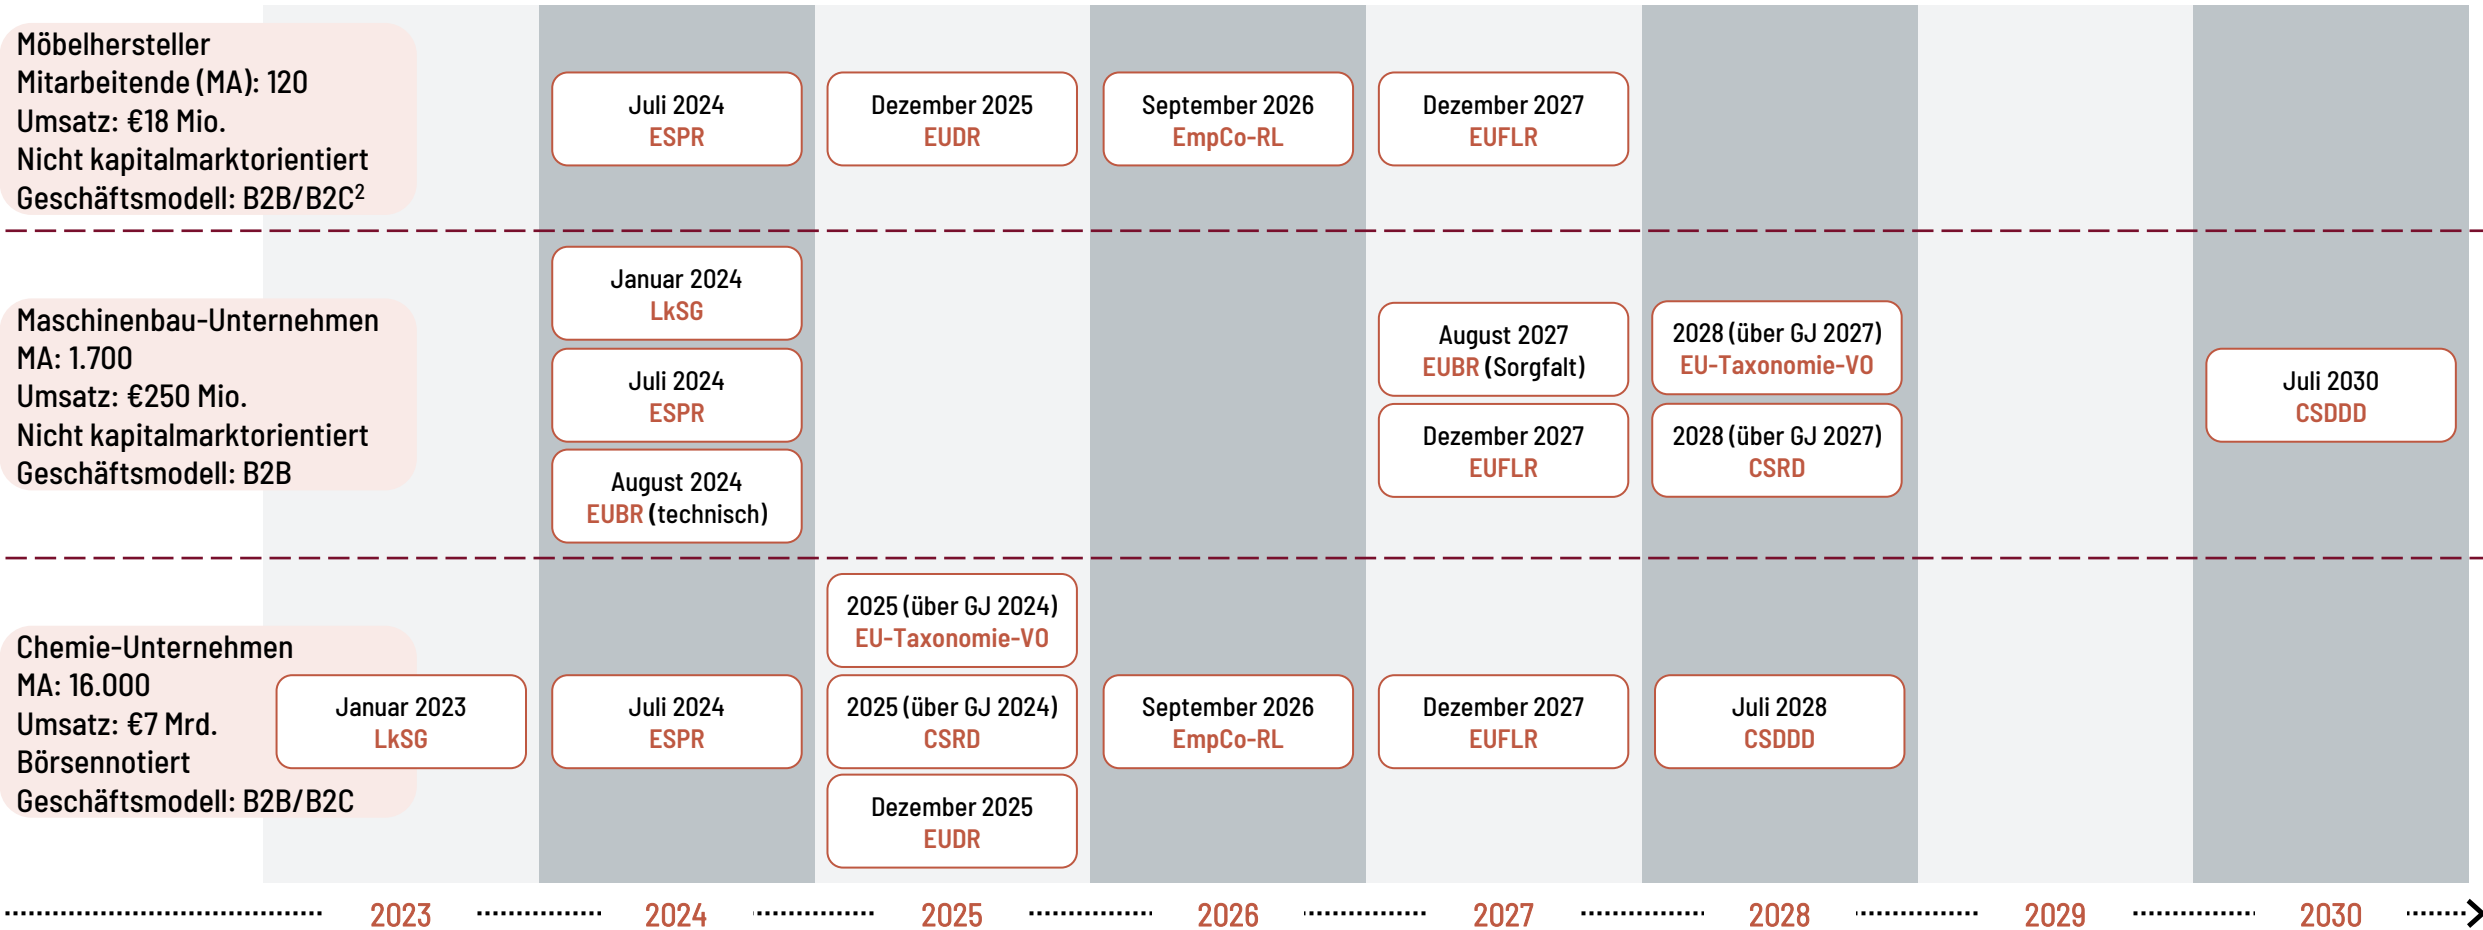 Möbelhersteller
Mitarbeitende (MA): 120
Umsatz: €18 Mio.
Nicht kapitalmarktorientiert
Geschäftsmodell: B2B/B2C²
Juli 2024
ESPR
Dezember 2025
EUDR
September 2026
EmpCo-RL
Dezember 2027
EUFLR
Maschinenbau-Unternehmen
MA: 1.700
Umsatz: €250 Mio.
Nicht kapitalmarktorientiert
Geschäftsmodell: B2B
Januar 2024
LkSG
Juli 2024
ESPR
August 2024
EUBR (technisch)
August 2027
EUBR (Sorgfalt)
Dezember 2027
EUFLR
2028 (über GJ 2027)
EU-Taxonomie-VO
2028 (über GJ 2027)
CSRD
Juli 2030
CSDDD
Chemie-Unternehmen
MA: 16.000
Umsatz: €7 Mrd.
Börsennotiert
Geschäftsmodell: B2B/B2C
Januar 2023
LkSG
Juli 2024
ESPR
2025 (über GJ 2024)
EU-Taxonomie-VO
2025 (über GJ 2024)
CSRD
Dezember 2025
EUDR
September 2026
EmpCo-RL
Dezember 2027
EUFLR
Juli 2028
CSDDD
2023 2024 2025 2026 2027 2028 2029 2030